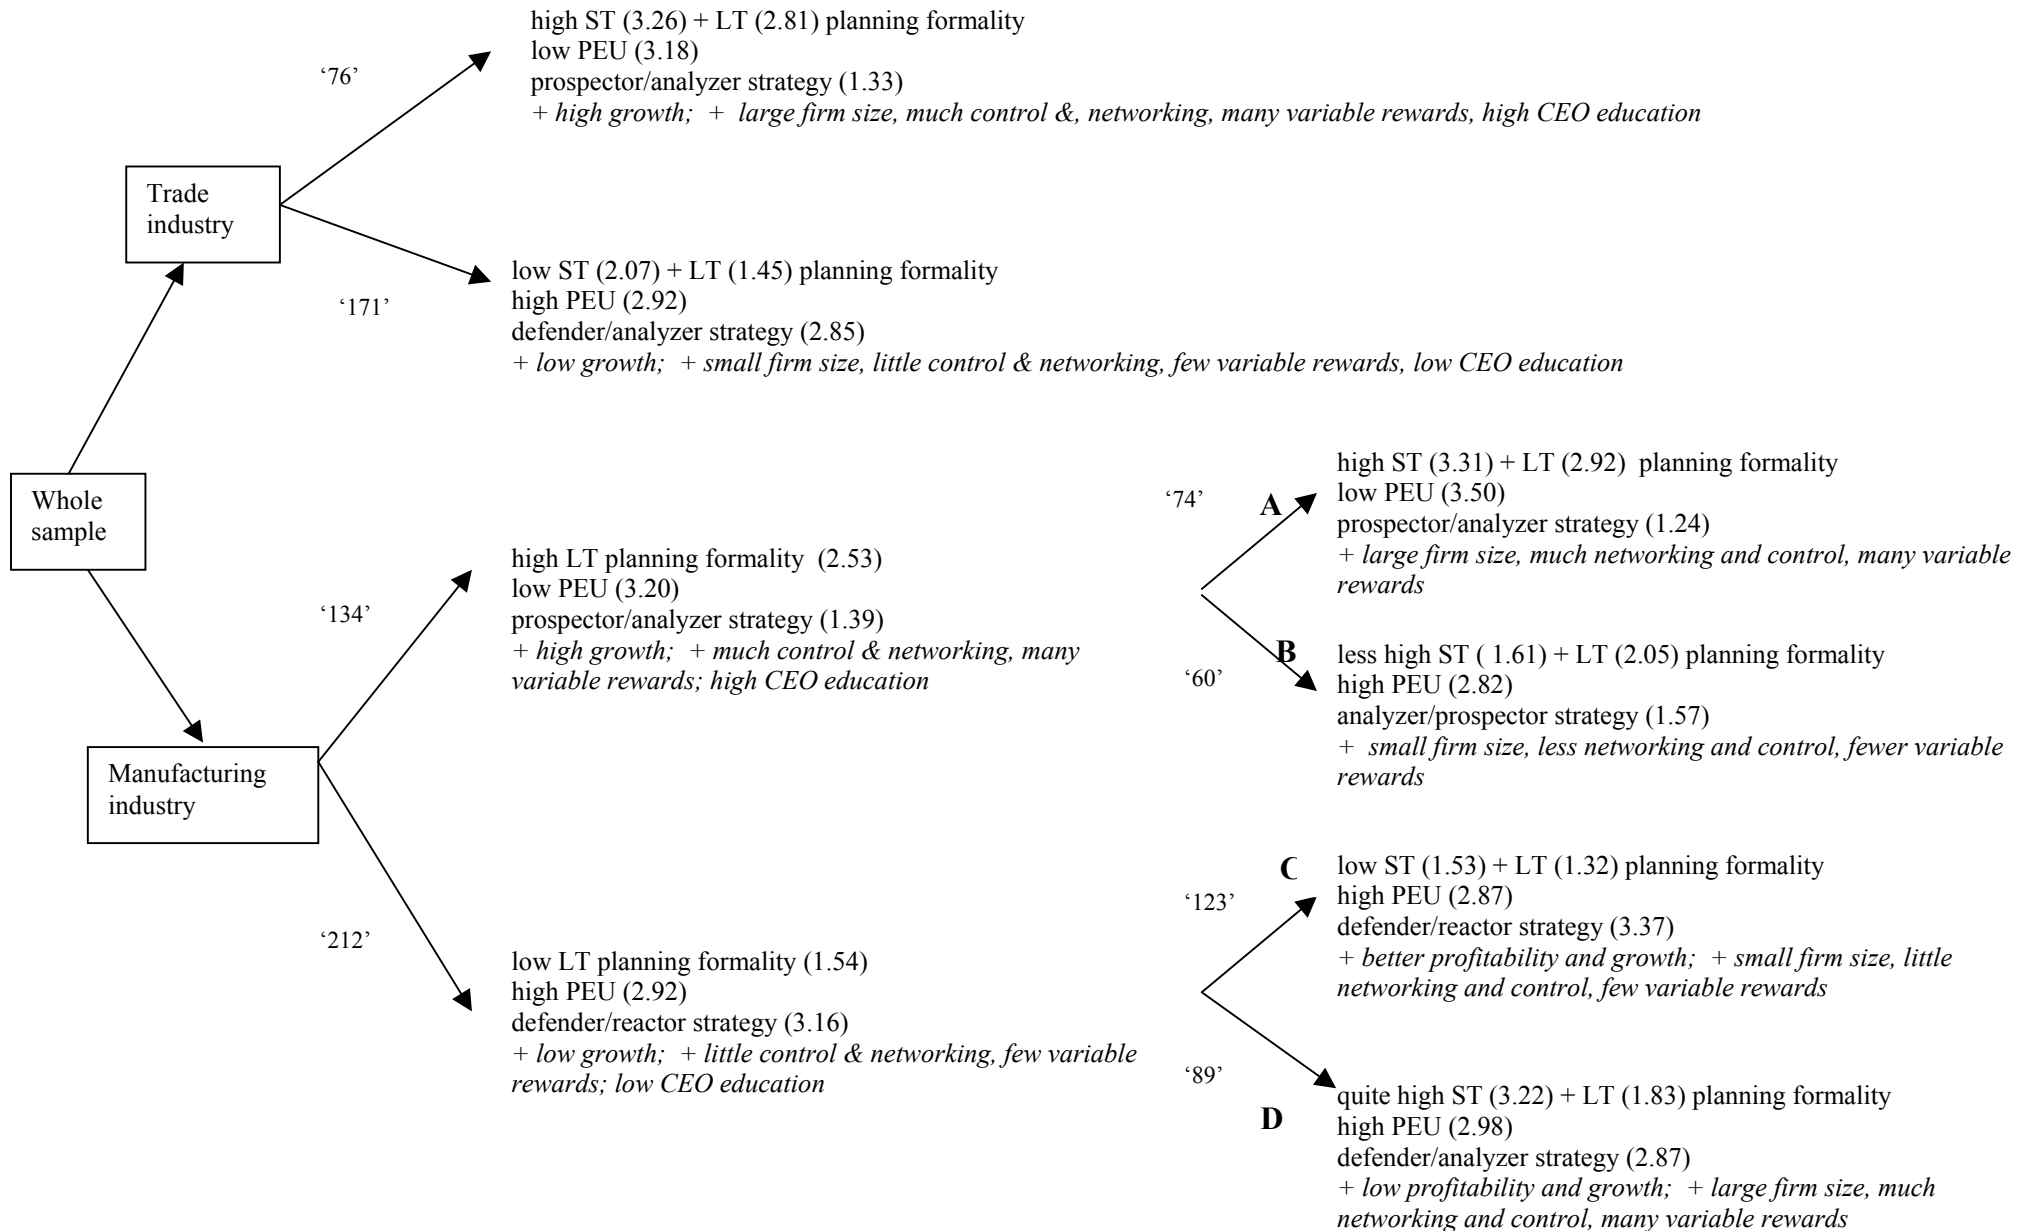 high ST (3.26) + LT (2.81) planning formality
low PEU (3.18)
prospector/analyzer strategy (1.33)
+ high growth;  + large firm size, much control &, networking, many variable rewards, high CEO education
‘76’
Trade
industry
‘171’
low ST (2.07) + LT (1.45) planning formality
high PEU (2.92)
defender/analyzer strategy (2.85)
+ low growth;  + small firm size, little control & networking, few variable rewards, low CEO education
Whole
sample
‘134’
high LT planning formality  (2.53)
low PEU (3.20)
prospector/analyzer strategy (1.39)
+ high growth;  + much control & networking, many
variable rewards; high CEO education
‘74’
A
high ST (3.31) + LT (2.92)  planning formality
low PEU (3.50)
prospector/analyzer strategy (1.24)
+ large firm size, much networking and control, many variable
rewards
‘60’
B
less high ST ( 1.61) + LT (2.05) planning formality
high PEU (2.82)
analyzer/prospector strategy (1.57)
+  small firm size, less networking and control, fewer variable
rewards
Manufacturing
industry
‘212’
low LT planning formality (1.54)
high PEU (2.92)
defender/reactor strategy (3.16)
+ low growth;  + little control & networking, few variable
rewards; low CEO education
‘123’
C
low ST (1.53) + LT (1.32) planning formality
high PEU (2.87)
defender/reactor strategy (3.37)
+ better profitability and growth;  + small firm size, little
networking and control, few variable rewards
‘89’
D
quite high ST (3.22) + LT (1.83) planning formality
high PEU (2.98)
defender/analyzer strategy (2.87)
+ low profitability and growth;  + large firm size, much
networking and control, many variable rewards